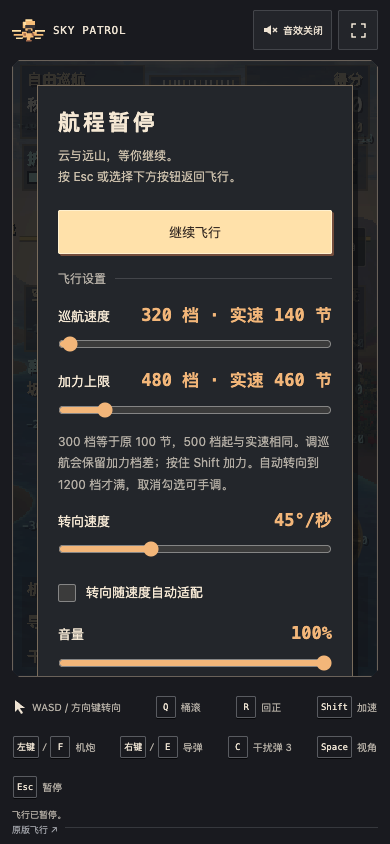 SKY PATROL
音效关闭
自由巡航
得分
航程暂停
云与远山，等你继续。
按 Esc 或选择下方按钮返回飞行。
继续飞行
飞行设置
巡航速度 320 档 · 实速 140 节
加力上限 480 档 · 实速 460 节
300 档等于原 100 节，500 档起与实速相同。调巡
航会保留加力档差；按住 Shift 加力。自动转向到
1200 档才满，取消勾选可手调。
转向速度 45°/秒
转向随速度自动适配
音量 100%
WASD / 方向键转向 Q 桶滚 R 回正 Shift 加速
左键 / F 机炮 右键 / E 导弹 C 干扰弹 3 Space 视角
Esc 暂停
飞行已暂停。
原版飞行 ↗